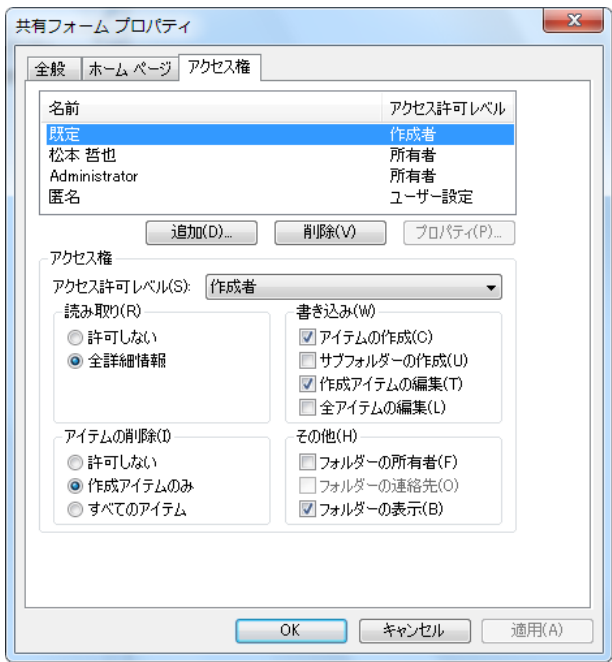 共有フォーム プロパティ
全般 ホーム ページ アクセス権
名前 アクセス許可レベル
既定 作成者
松本 哲也 所有者
Administrator 所有者
匿名 ユーザー設定
追加(D)... 削除(V) プロパティ(P)...
アクセス権
アクセス許可レベル(S): 作成者
読み取り(R)
許可しない
全詳細情報
書き込み(W)
アイテムの作成(C)
サブフォルダーの作成(U)
作成アイテムの編集(T)
全アイテムの編集(L)
アイテムの削除(I)
許可しない
作成アイテムのみ
すべてのアイテム
その他(H)
フォルダーの所有者(F)
フォルダーの連絡先(O)
フォルダーの表示(B)
OK キャンセル 適用(A)